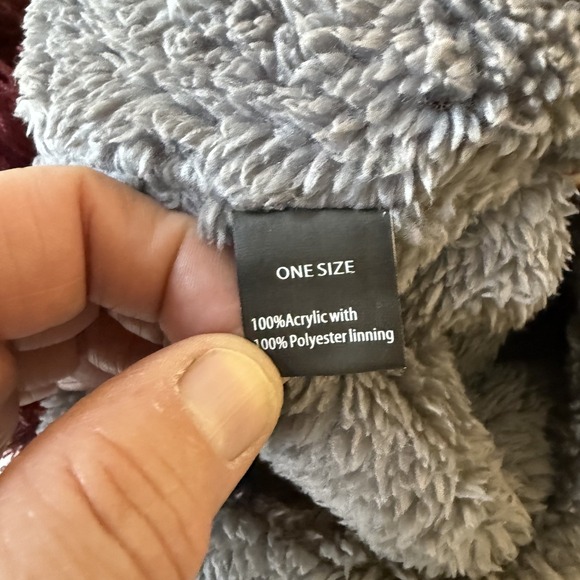 ONE SIZE
100%Acrylic with
100% Polyester linning